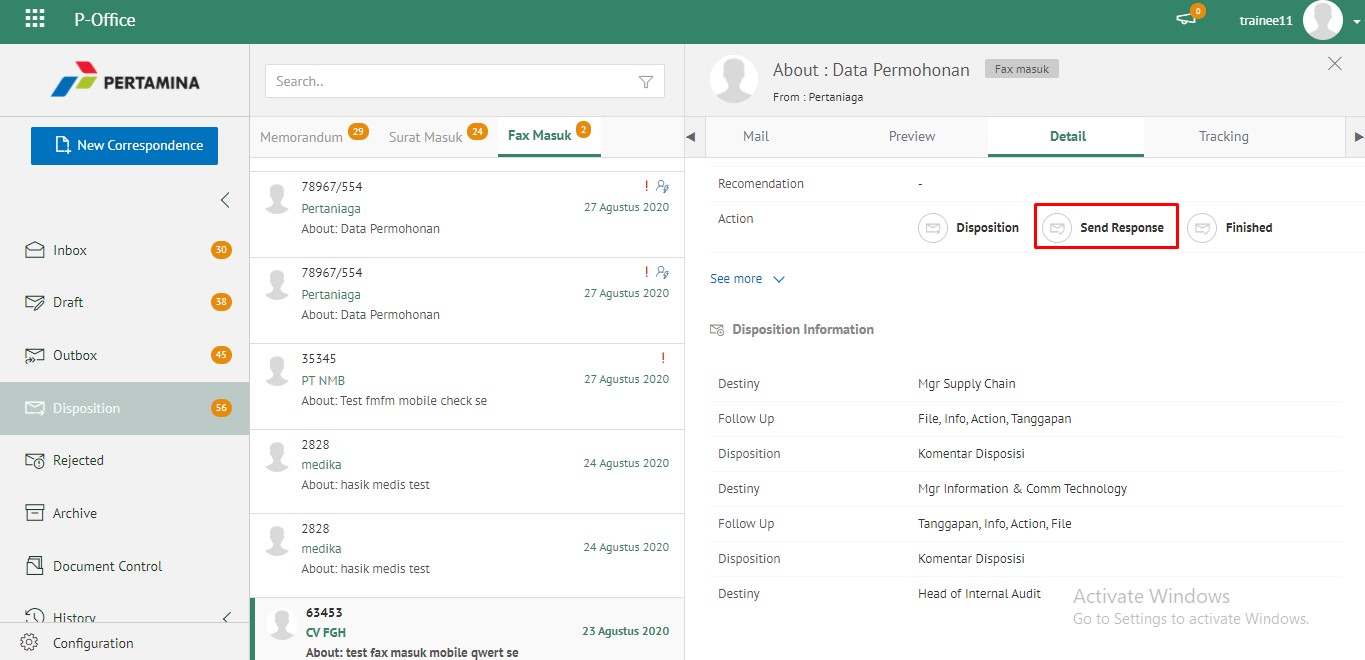 P-Office
0
trainee11
PERTAMINA
New Correspondence
Inbox 30
Draft 38
Outbox 45
Disposition 56
Rejected
Archive
Document Control
History
Configuration
Search..
Memorandum 29 Surat Masuk 24 Fax Masuk 2
78967/554 !
Pertaniaga 27 Agustus 2020
About: Data Permohonan
78967/554 !
Pertaniaga 27 Agustus 2020
About: Data Permohonan
35345 !
PT NMB 27 Agustus 2020
About: Test fmfm mobile check se
2828
medika 24 Agustus 2020
About: hasik medis test
2828
medika 24 Agustus 2020
About: hasik medis test
63453
CV FGH 23 Agustus 2020
About: test fax masuk mobile qwert se
About : Data Permohonan Fax masuk
From : Pertaniaga
Mail Preview Detail Tracking
Recomendation -
Action Disposition Send Response Finished
See more
Disposition Information
Destiny Mgr Supply Chain
Follow Up File, Info, Action, Tanggapan
Disposition Komentar Disposisi
Destiny Mgr Information & Comm Technology
Follow Up Tanggapan, Info, Action, File
Disposition Komentar Disposisi
Destiny Head of Internal Audit
Activate Windows
Go to Settings to activate Windows.